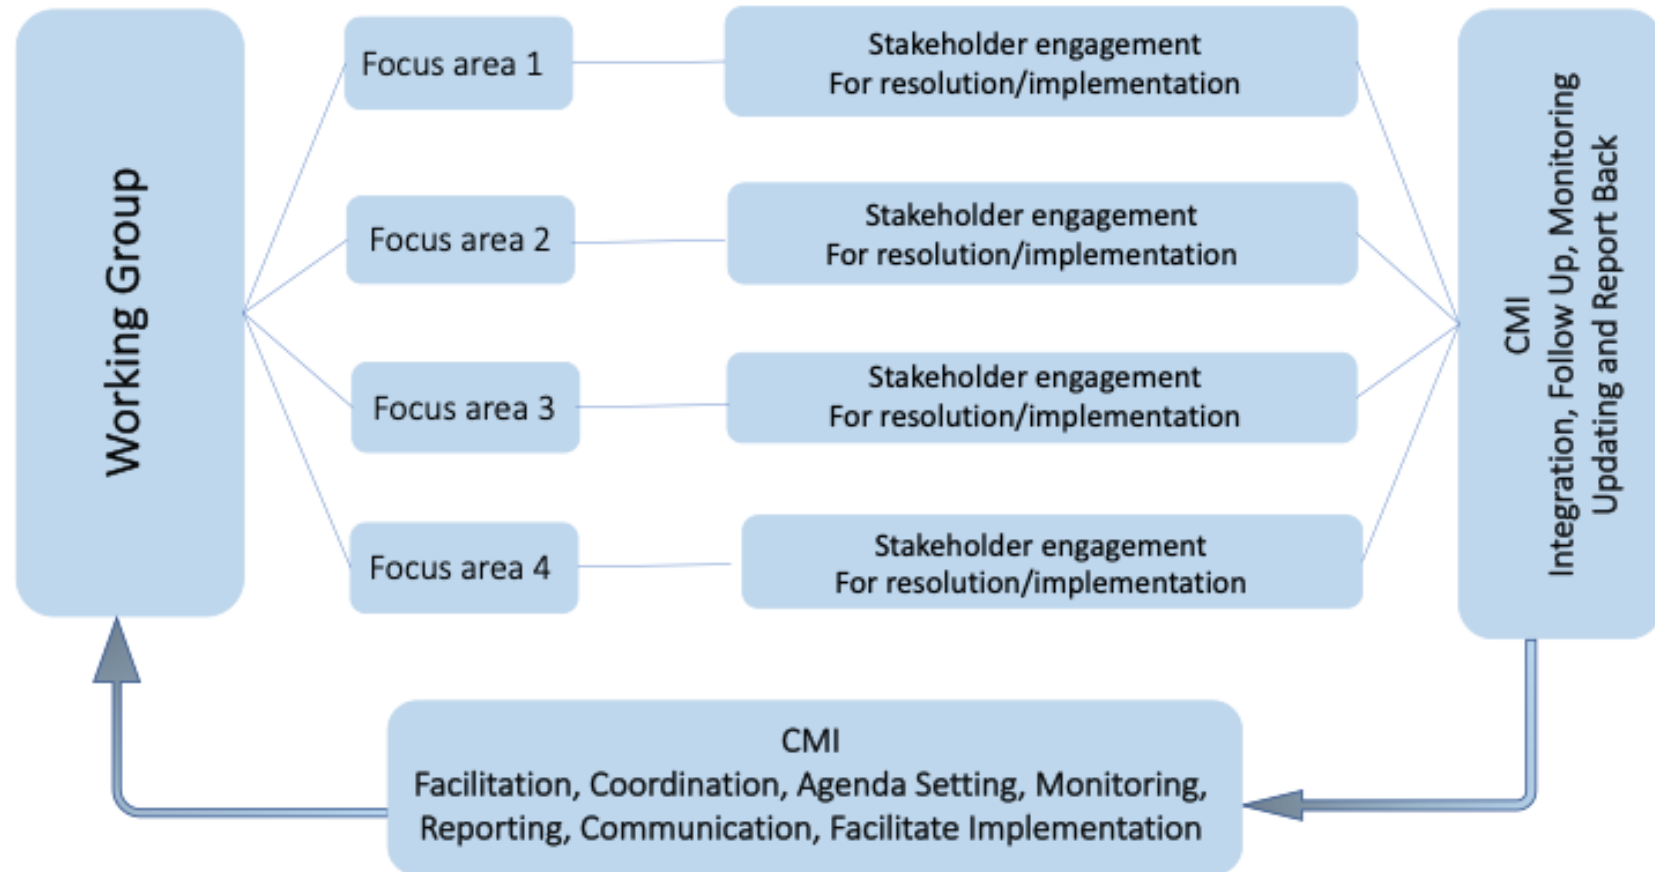 Working Group
Focus area 1
Stakeholder engagement
For resolution/implementation
Focus area 2
Stakeholder engagement
For resolution/implementation
Focus area 3
Stakeholder engagement
For resolution/implementation
Focus area 4
Stakeholder engagement
For resolution/implementation
CMI
Integration, Follow Up, Monitoring
Updating and Report Back
CMI
Facilitation, Coordination, Agenda Setting, Monitoring,
Reporting, Communication, Facilitate Implementation